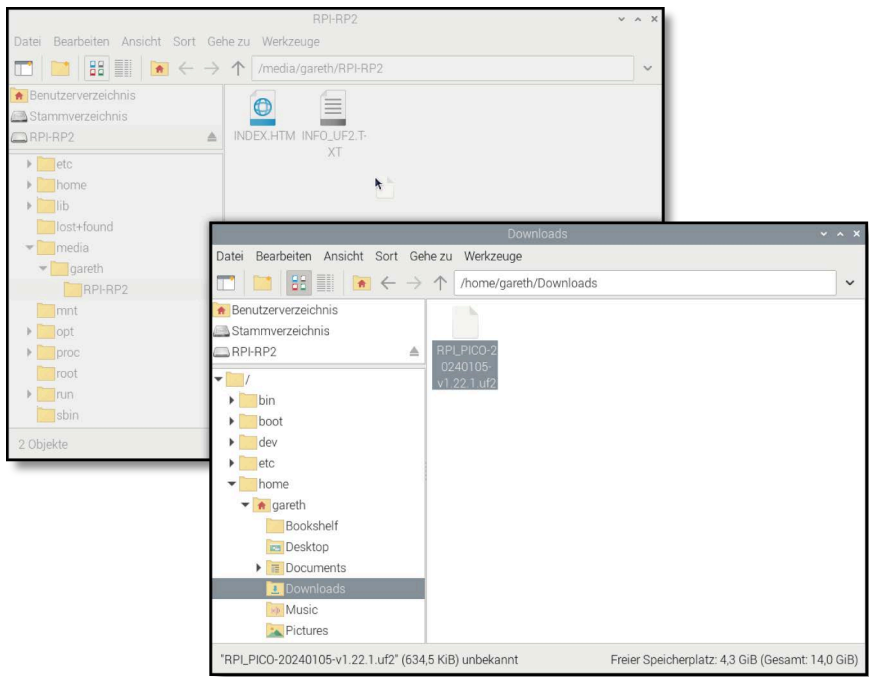 RPI-RP2
Datei Bearbeiten Ansicht Sort Gehe zu Werkzeuge
/media/gareth/RPI-RP2
Benutzerverzeichnis
Stammverzeichnis
RPI-RP2
etc
home
lib
lost+found
media
gareth
RPI-RP2
mnt
opt
proc
root
run
sbin
2 Objekte
INDEX.HTM INFO_UF2.T-
XT
Downloads
Datei Bearbeiten Ansicht Sort Gehe zu Werkzeuge
/home/gareth/Downloads
Benutzerverzeichnis
Stammverzeichnis
RPI-RP2
/
bin
boot
dev
etc
home
gareth
Bookshelf
Desktop
Documents
Downloads
Music
Pictures
RPI_PICO-2
0240105-
v1.22.1.uf2
"RPI_PICO-20240105-v1.22.1.uf2" (634,5 KiB) unbekannt Freier Speicherplatz: 4,3 GiB (Gesamt: 14,0 GiB)